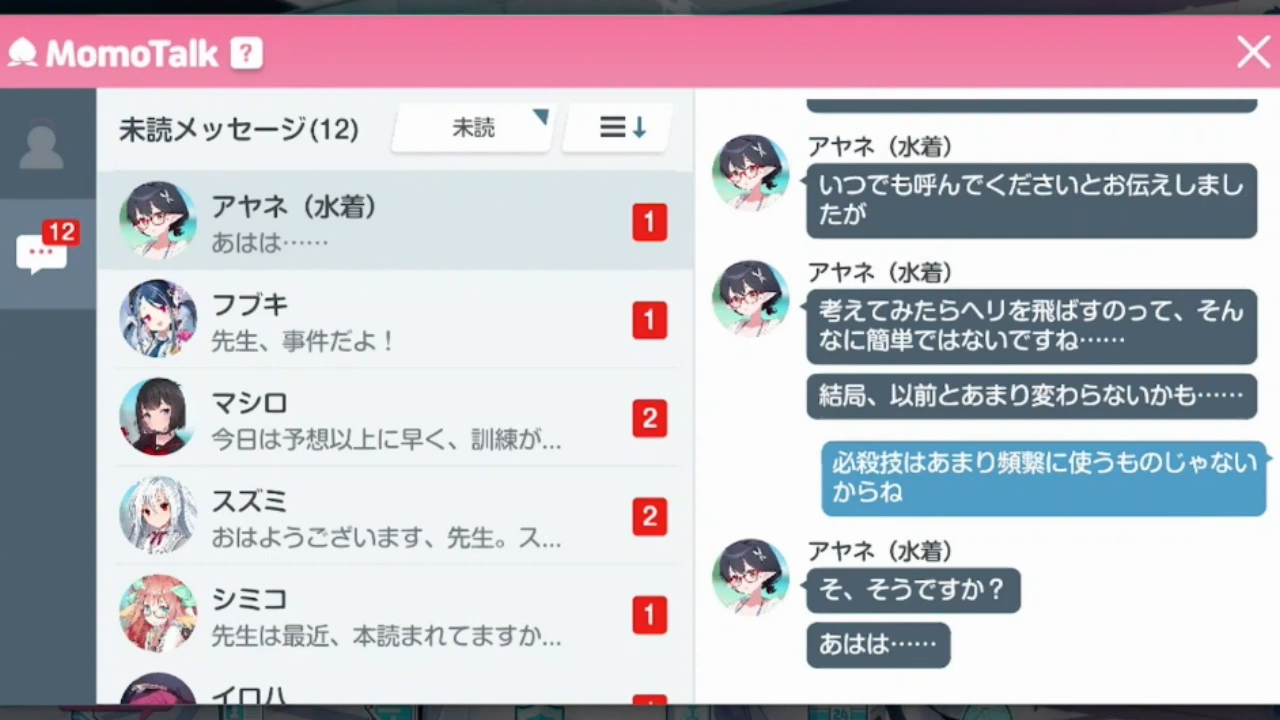 MomoTalk ?
12
未読メッセージ(12)
未読
アヤネ（水着）
あはは……
1
フブキ
先生、事件だよ！
1
マシロ
今日は予想以上に早く、訓練が...
2
スズミ
おはようございます、先生。ス...
2
シミコ
先生は最近、本読まれてますか...
1
イロハ
アヤネ（水着）
いつでも呼んでくださいとお伝えしまし
たが
アヤネ（水着）
考えてみたらヘリを飛ばすのって、そん
なに簡単ではないですね……
結局、以前とあまり変わらないかも……
必殺技はあまり頻繁に使うものじゃない
からね
アヤネ（水着）
そ、そうですか？
あはは……